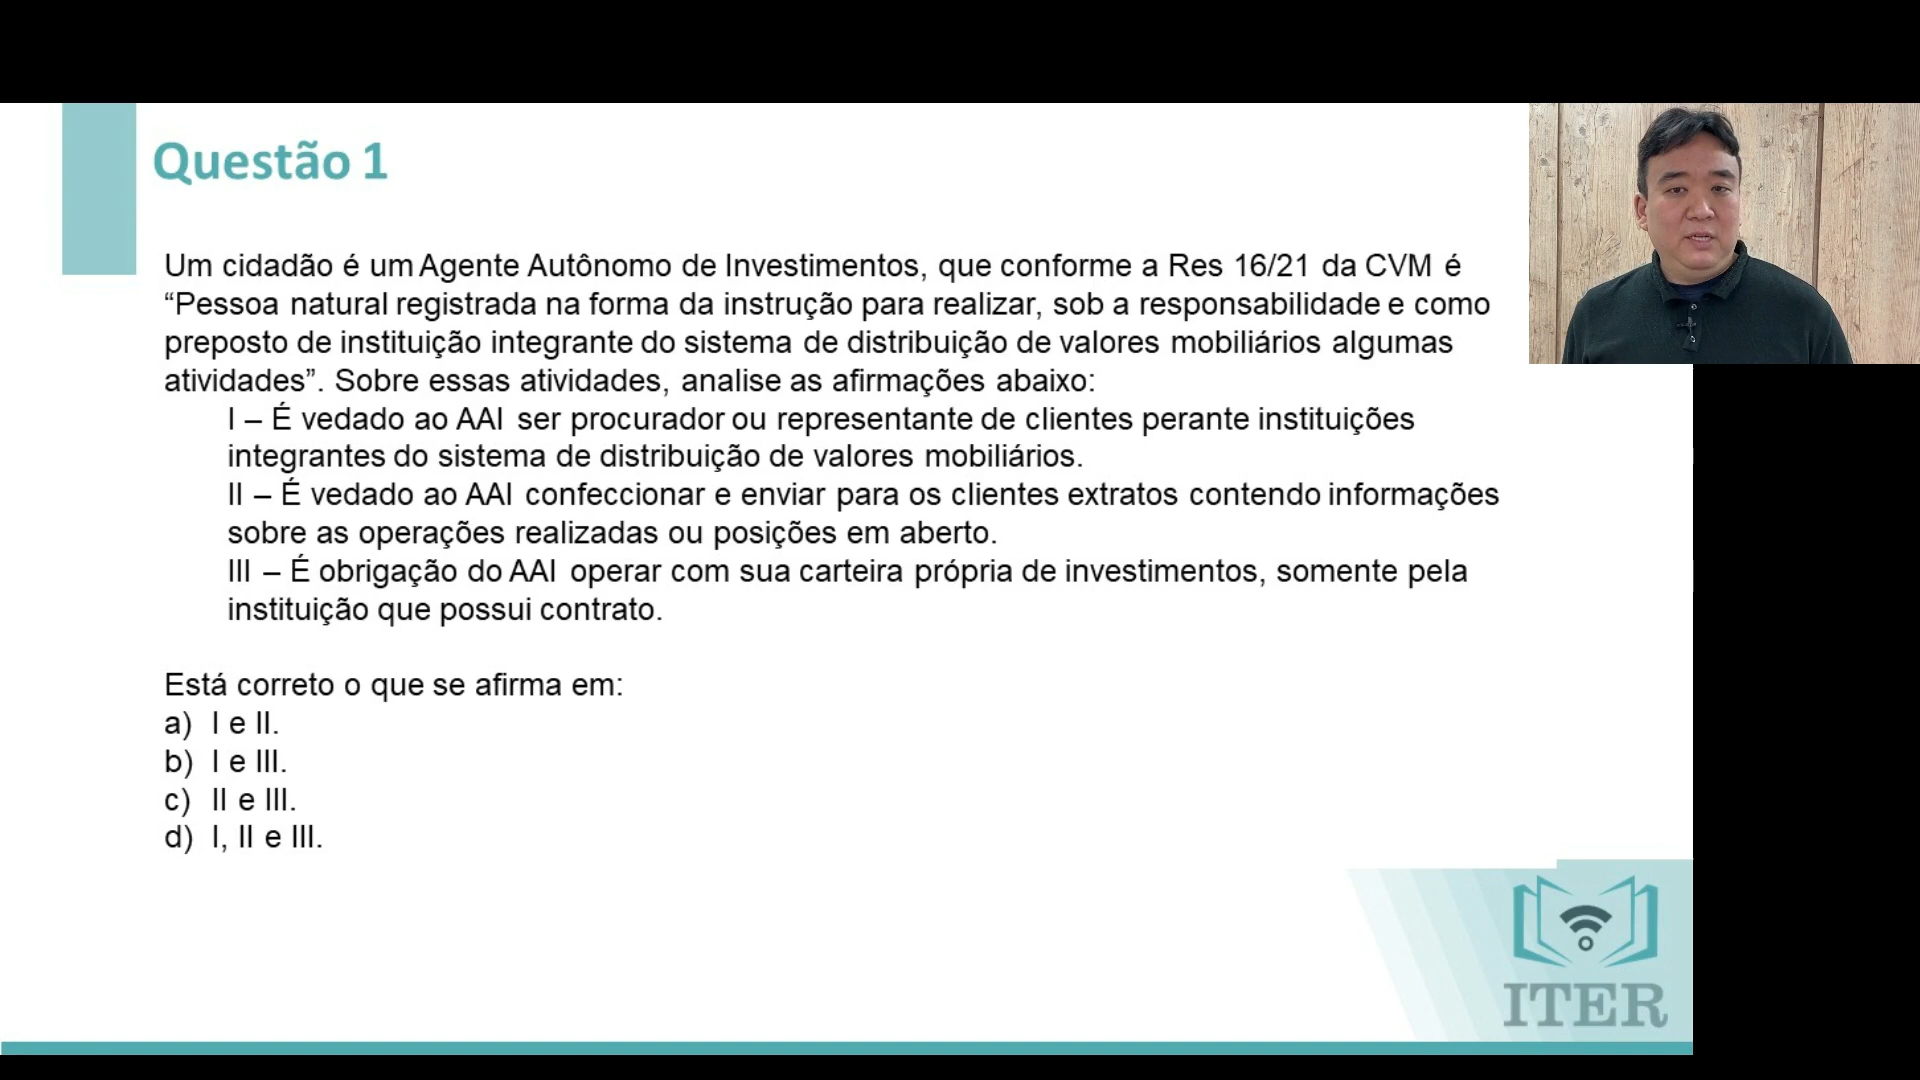 Questão 1
Um cidadão é um Agente Autônomo de Investimentos, que conforme a Res 16/21 da CVM é
“Pessoa natural registrada na forma da instrução para realizar, sob a responsabilidade e como
preposto de instituição integrante do sistema de distribuição de valores mobiliários algumas
atividades”. Sobre essas atividades, analise as afirmações abaixo:
I – É vedado ao AAI ser procurador ou representante de clientes perante instituições
integrantes do sistema de distribuição de valores mobiliários.
II – É vedado ao AAI confeccionar e enviar para os clientes extratos contendo informações
sobre as operações realizadas ou posições em aberto.
III – É obrigação do AAI operar com sua carteira própria de investimentos, somente pela
instituição que possui contrato.
Está correto o que se afirma em:
a) I e II.
b) I e III.
c) II e III.
d) I, II e III.
ITER